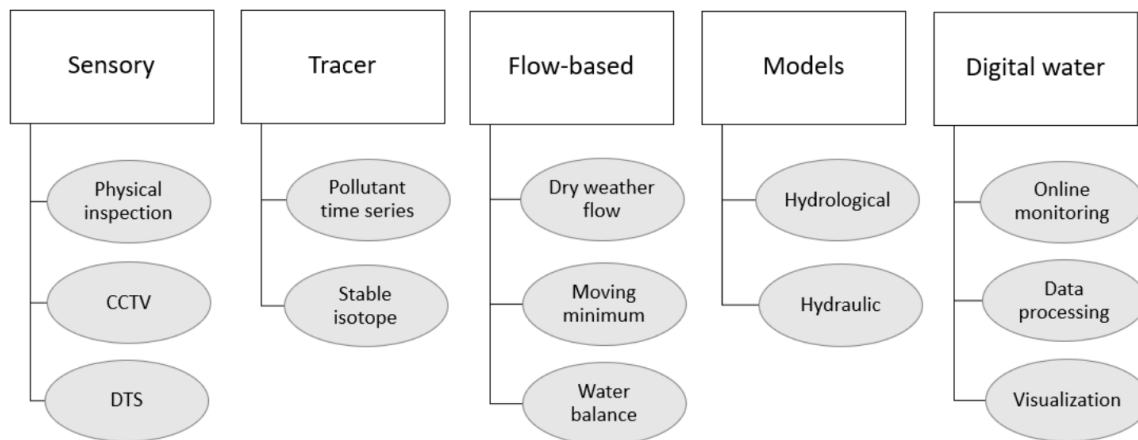 Sensory
Tracer
Flow-based
Models
Digital water
Physical
inspection
CCTV
DTS
Pollutant
time series
Stable
isotope
Dry weather
flow
Moving
minimum
Water
balance
Hydrological
Hydraulic
Online
monitoring
Data
processing
Visualization